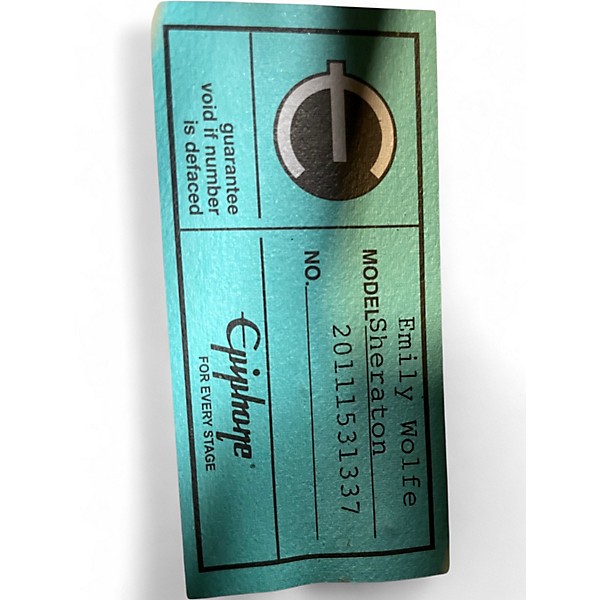 Emily Wolfe
MODEL Sheraton
20111531337
NO.
guarantee
void if number
is defaced
Epiphone®
FOR EVERY STAGE